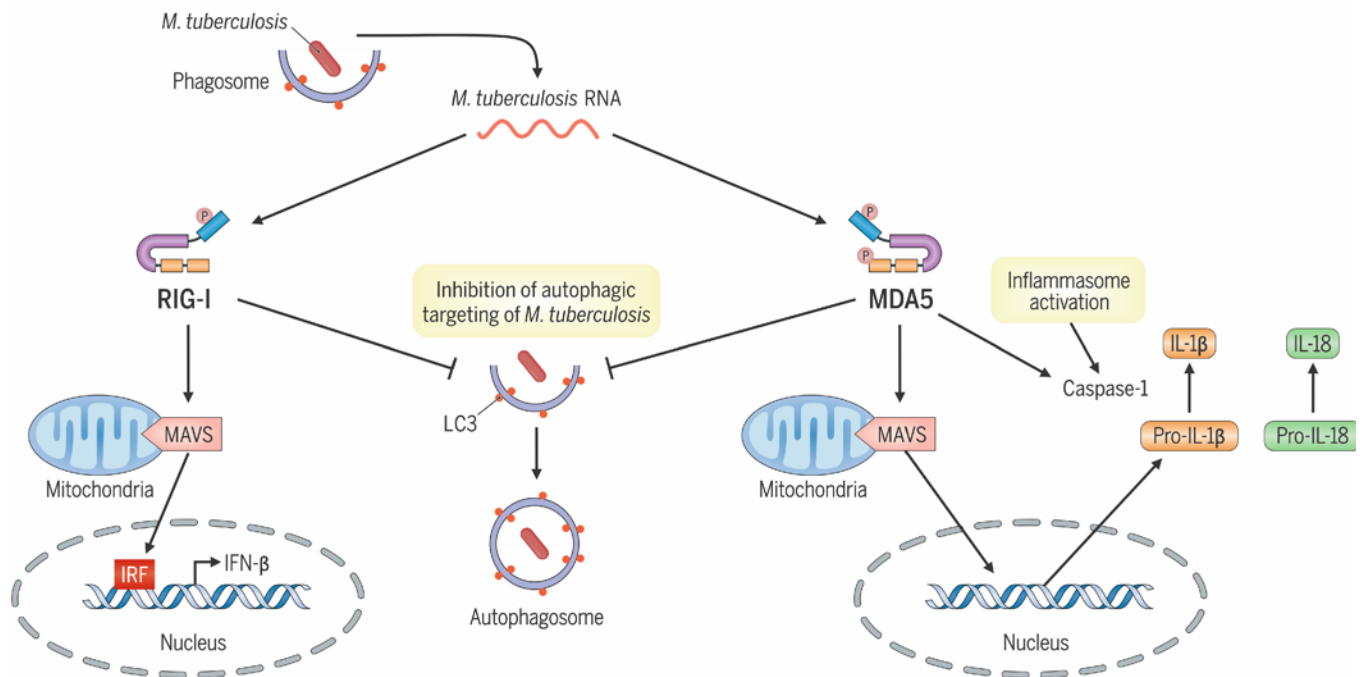 M. tuberculosis
Phagosome
M. tuberculosis RNA
P
P
P
RIG-I
Inhibition of autophagic
targeting of M. tuberculosis
MDA5
Inflammasome
activation
IL-1β
IL-18
Caspase-1
LC3
MAVS
MAVS
Pro-IL-1β
Pro-IL-18
Mitochondria
Mitochondria
IRF
IFN-β
Autophagosome
Nucleus
Nucleus